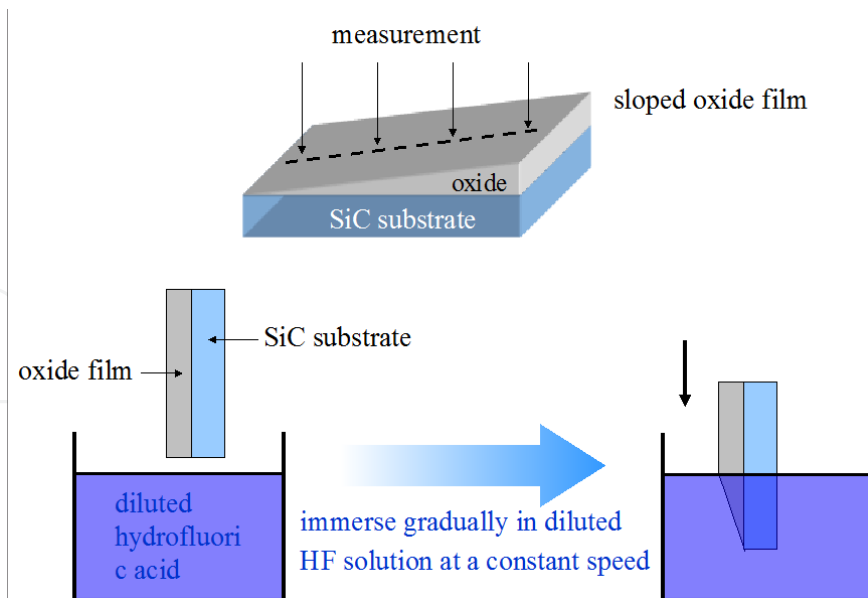 measurement
sloped oxide film
oxide
SiC substrate
SiC substrate
oxide film
diluted
hydrofluori
c acid
immerse gradually in diluted
HF solution at a constant speed